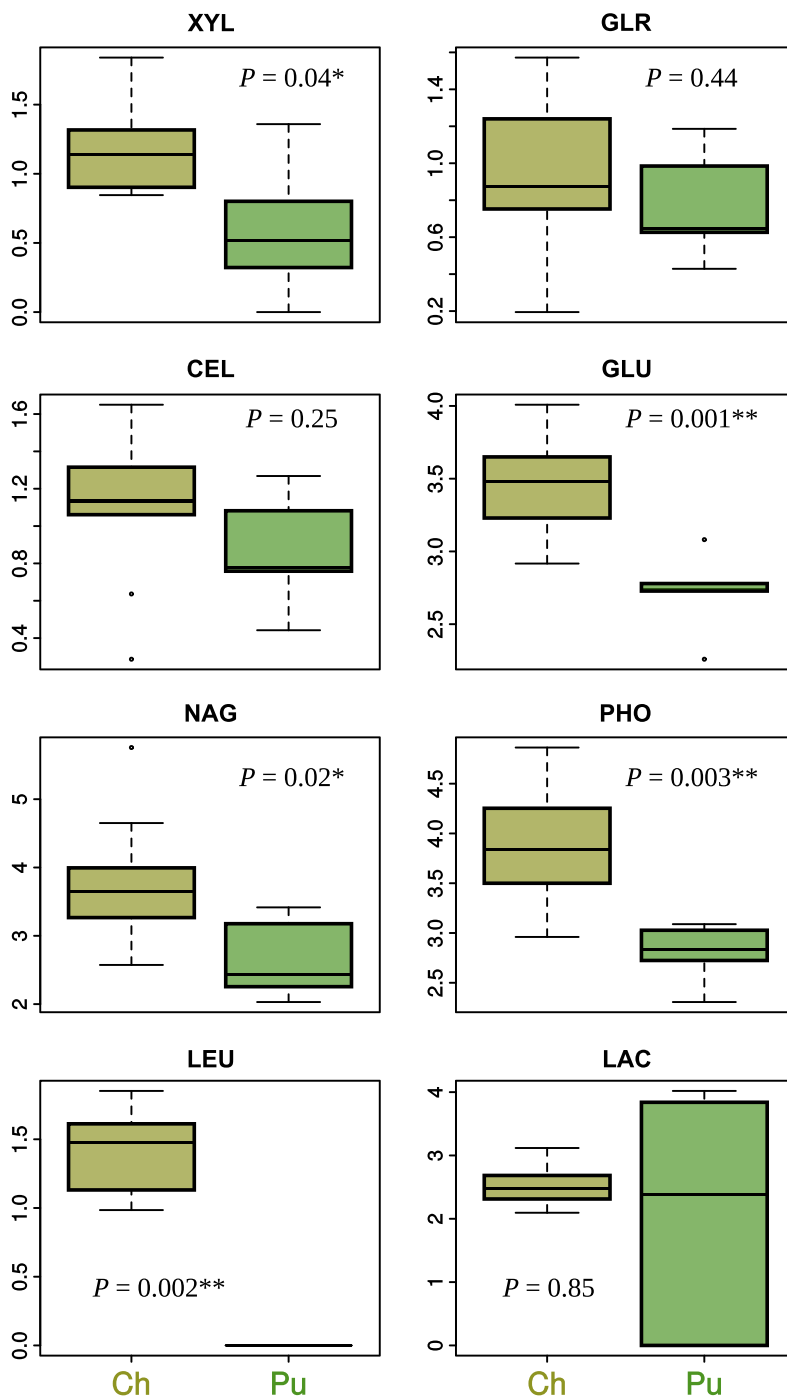 XYL
GLR
P = 0.04*
P = 0.44
0.0 0.5 1.0 1.5
0.2 0.6 1.0 1.4
CEL
GLU
P = 0.25
P = 0.001**
0.4 0.8 1.2 1.6
2.5 3.0 3.5 4.0
NAG
PHO
P = 0.02*
P = 0.003**
2 3 4 5
2.5 3.0 3.5 4.0 4.5
LEU
LAC
P = 0.002**
P = 0.85
0.0 0.5 1.0 1.5
0 1 2 3 4
Ch Pu
Ch Pu